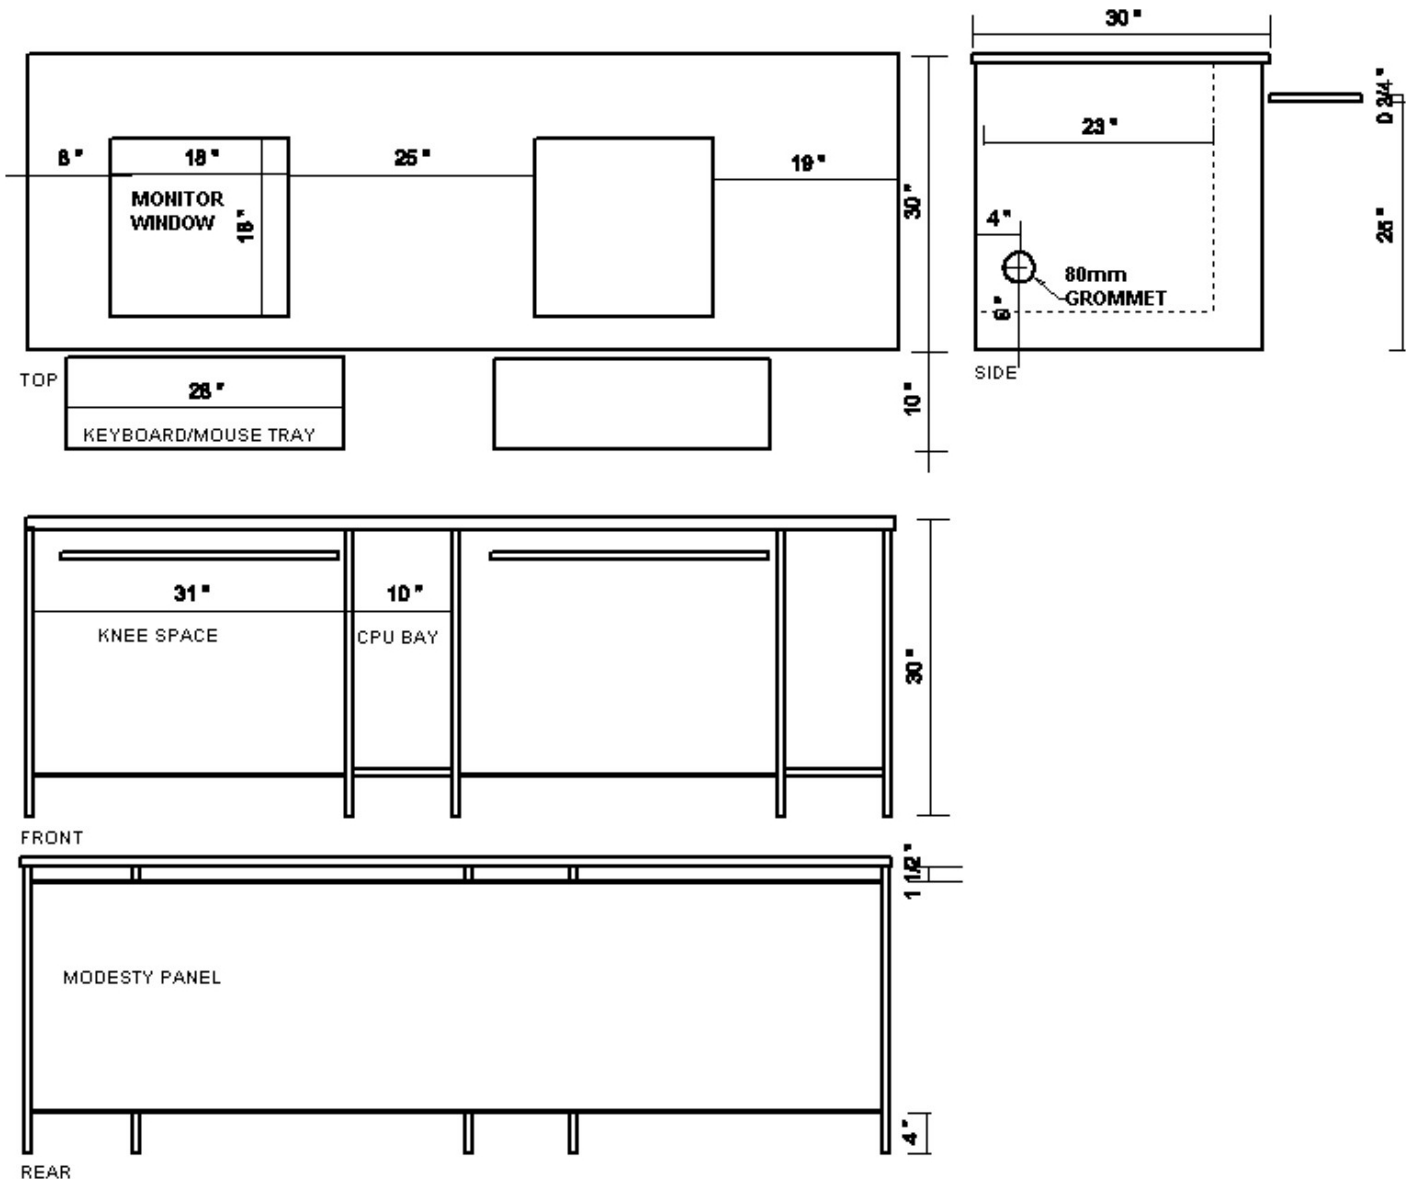 30"
8"
18"
25"
19"
MONITOR
WINDOW
18"
30"
23"
0 3/4"
4"
25"
80mm
GROMMET
6"
TOP
SIDE
28"
10"
KEYBOARD/MOUSE TRAY
31"
10"
KNEE SPACE
CPU BAY
30"
FRONT
1 1/2"
MODESTY PANEL
4"
REAR